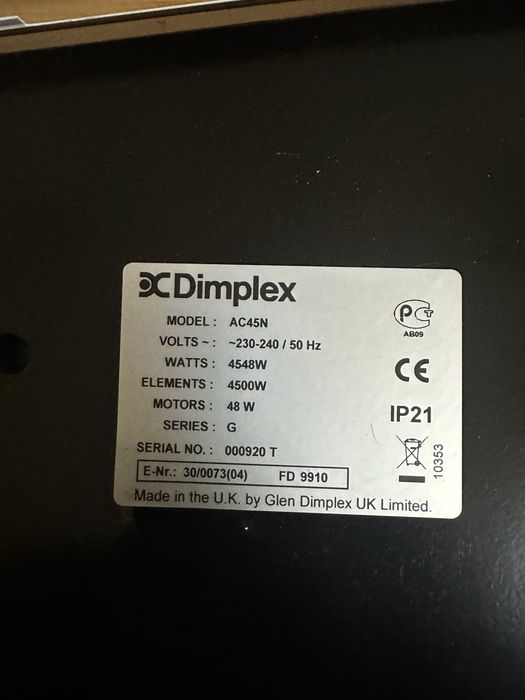 Dimplex
MODEL : AC45N
VOLTS ~ : ~230-240 / 50 Hz
WATTS : 4548W
ELEMENTS : 4500W
MOTORS : 48 W
SERIES : G
SERIAL NO. : 000920 T
E-Nr.: 30/0073(04) FD 9910
Made in the U.K. by Glen Dimplex UK Limited.
PCT
AB09
CE
IP21
10353